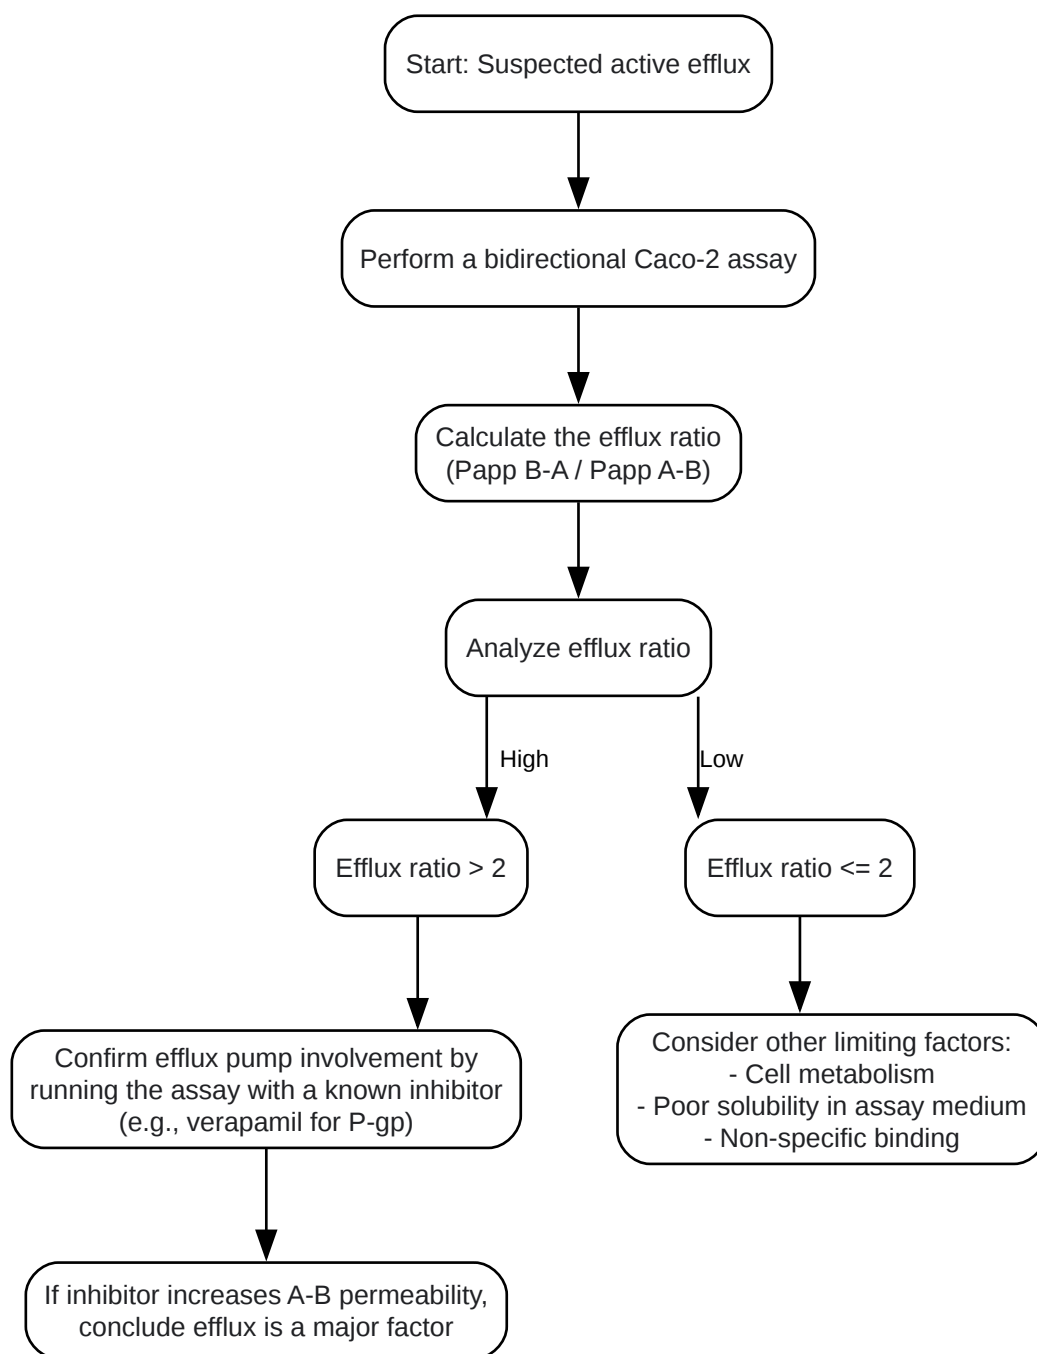 Start: Suspected active efflux
Perform a bidirectional Caco-2 assay
Calculate the efflux ratio
(Papp B-A / Papp A-B)
Analyze efflux ratio
High
Low
Efflux ratio > 2
Efflux ratio <= 2
Confirm efflux pump involvement by
running the assay with a known inhibitor
(e.g., verapamil for P-gp)
Consider other limiting factors:
- Cell metabolism
- Poor solubility in assay medium
- Non-specific binding
If inhibitor increases A-B permeability,
conclude efflux is a major factor